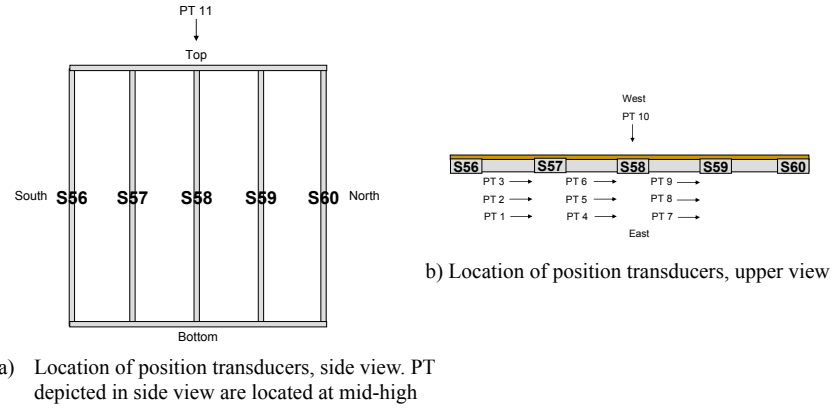 PT 11
Top
South S56 S57 S58 S59 S60 North
Bottom
a) Location of position transducers, side view. PT
depicted in side view are located at mid-high
West
PT 10
S56 S57 S58 S59 S60
PT 3 PT 6 PT 9
PT 2 PT 5 PT 8
PT 1 PT 4 PT 7
East
b) Location of position transducers, upper view